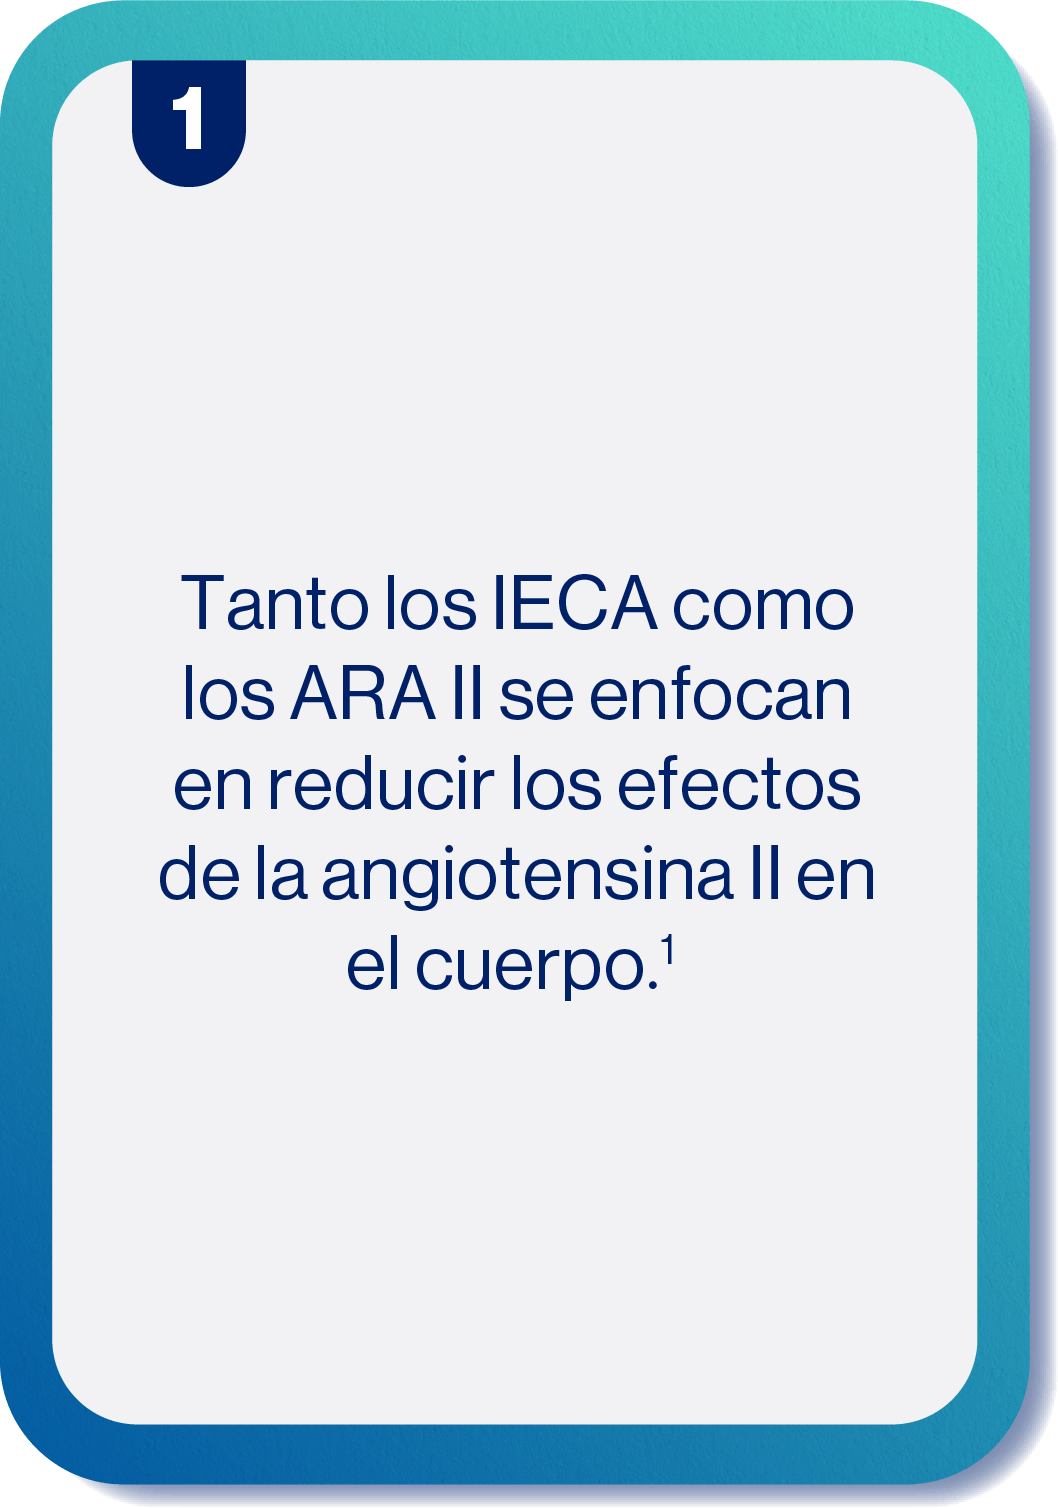 1
Tanto los IECA como
los ARA II se enfocan
en reducir los efectos
de la angiotensina II en
el cuerpo.¹